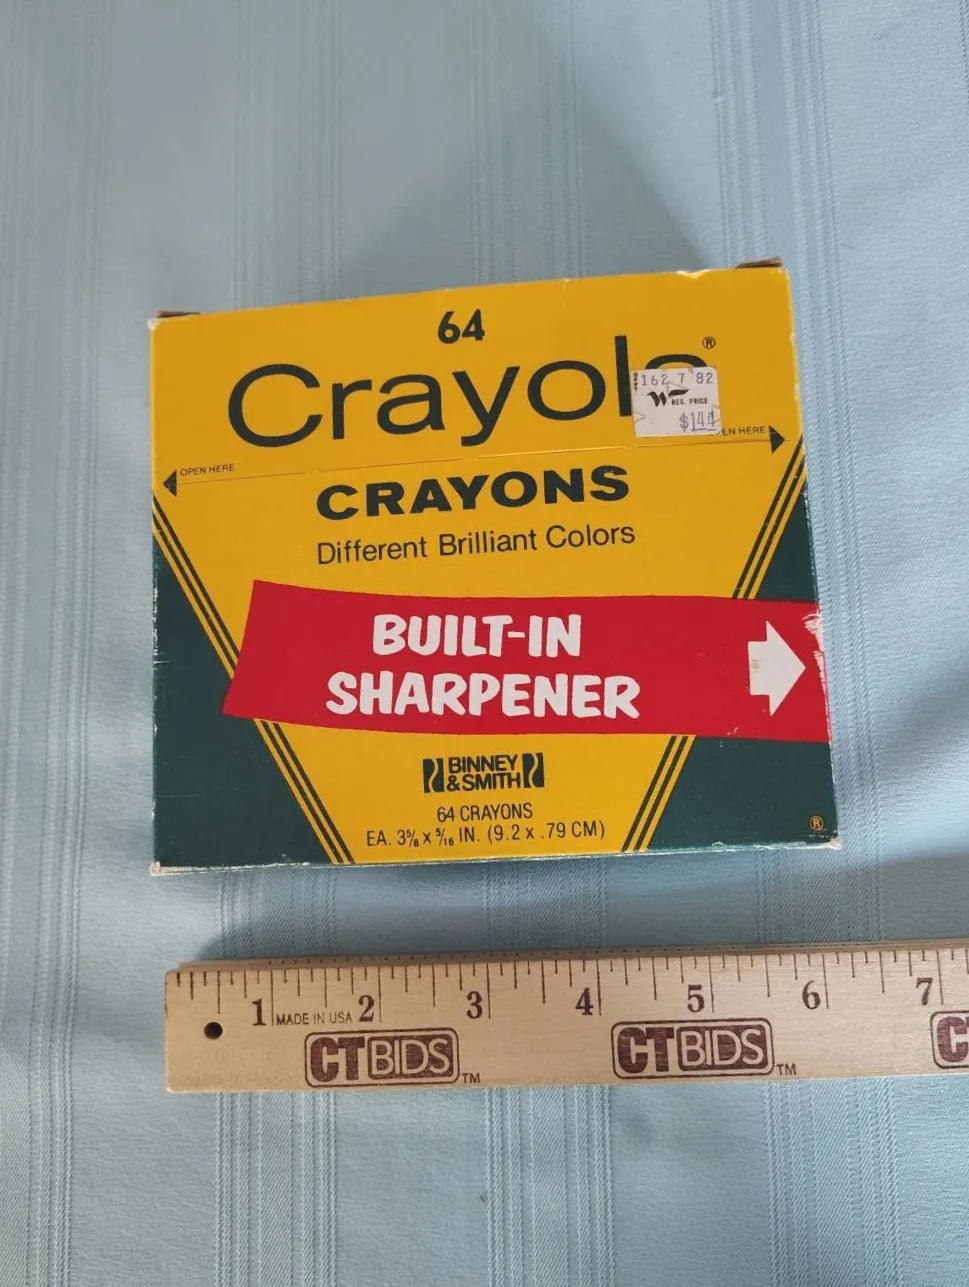 64
Crayola®
162 7 82
REG. PRICE
$1.44
OPEN HERE
OPEN HERE
CRAYONS
Different Brilliant Colors
BUILT-IN
SHARPENER
BINNEY
& SMITH
64 CRAYONS
EA. 3⅝ x 5/16 IN. (9.2 x .79 CM)
®
1 2 3 4 5 6 7
MADE IN USA
CTBIDS™ CTBIDS™ C